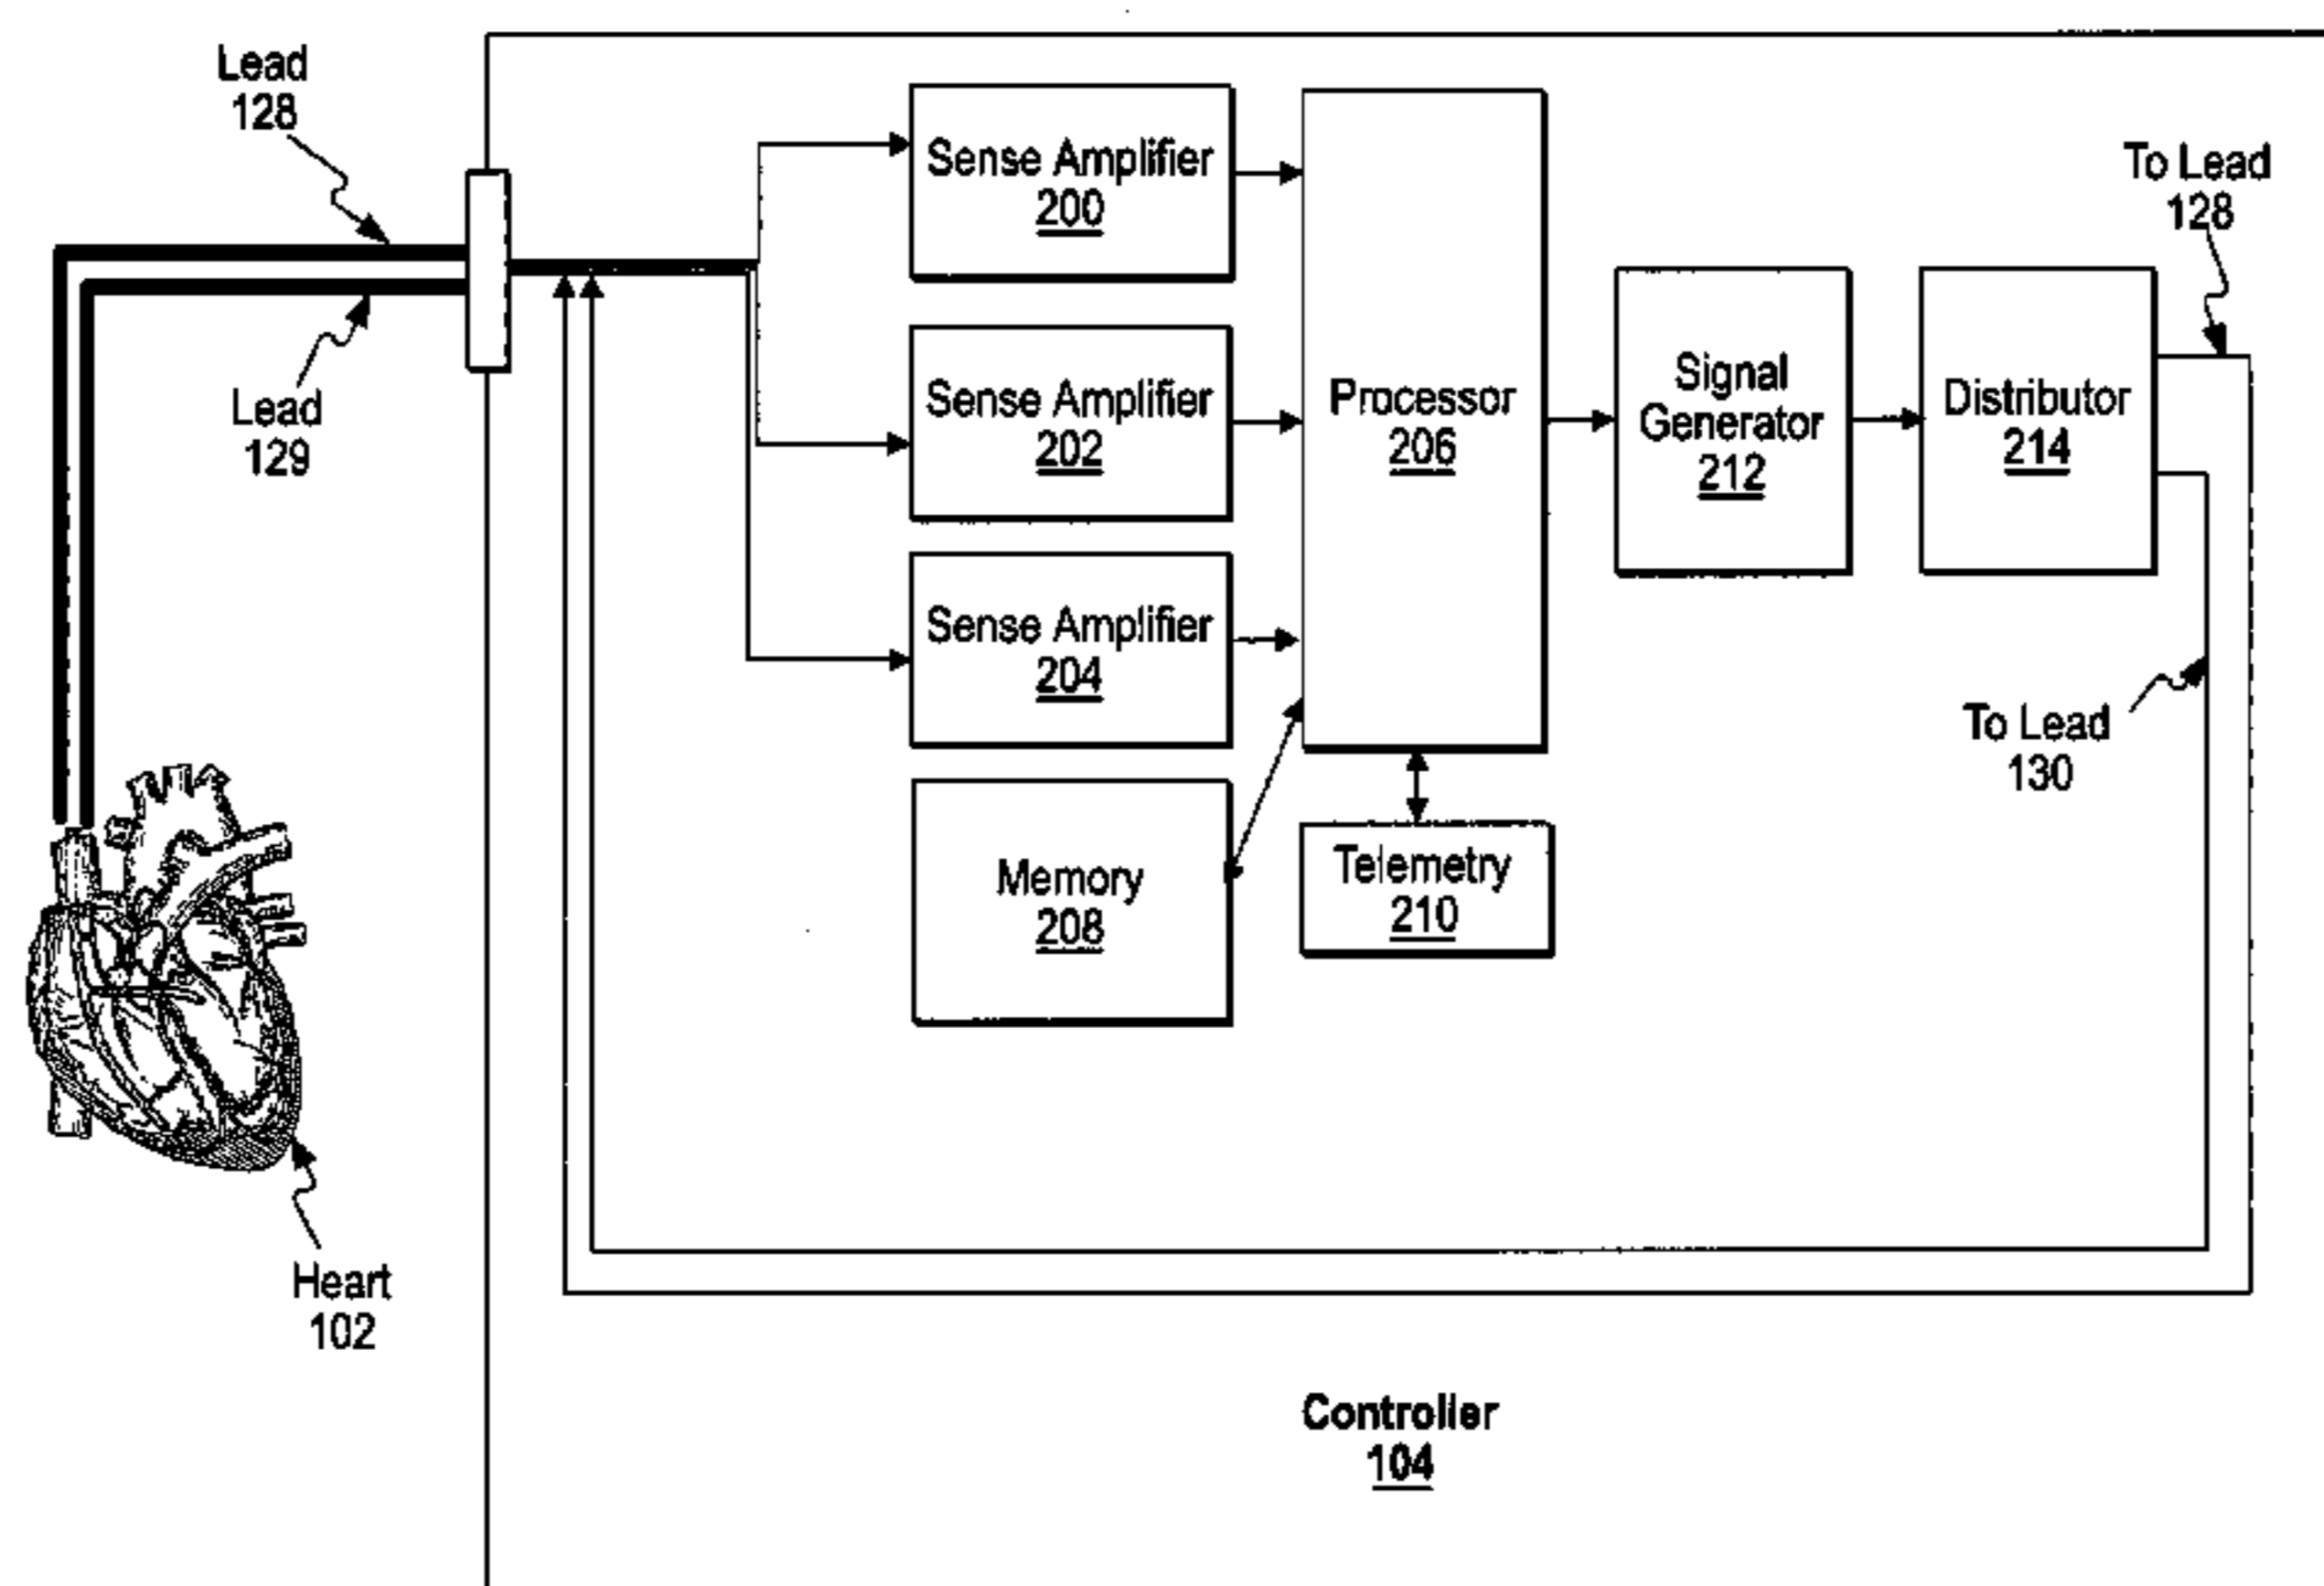 Lead
128
Lead
129
Sense Amplifier
200
Sense Amplifier
202
Sense Amplifier
204
Memory
208
Processor
206
Telemetry
210
Signal
Generator
212
Distributor
214
To Lead
128
To Lead
130
Heart
102
Controller
104